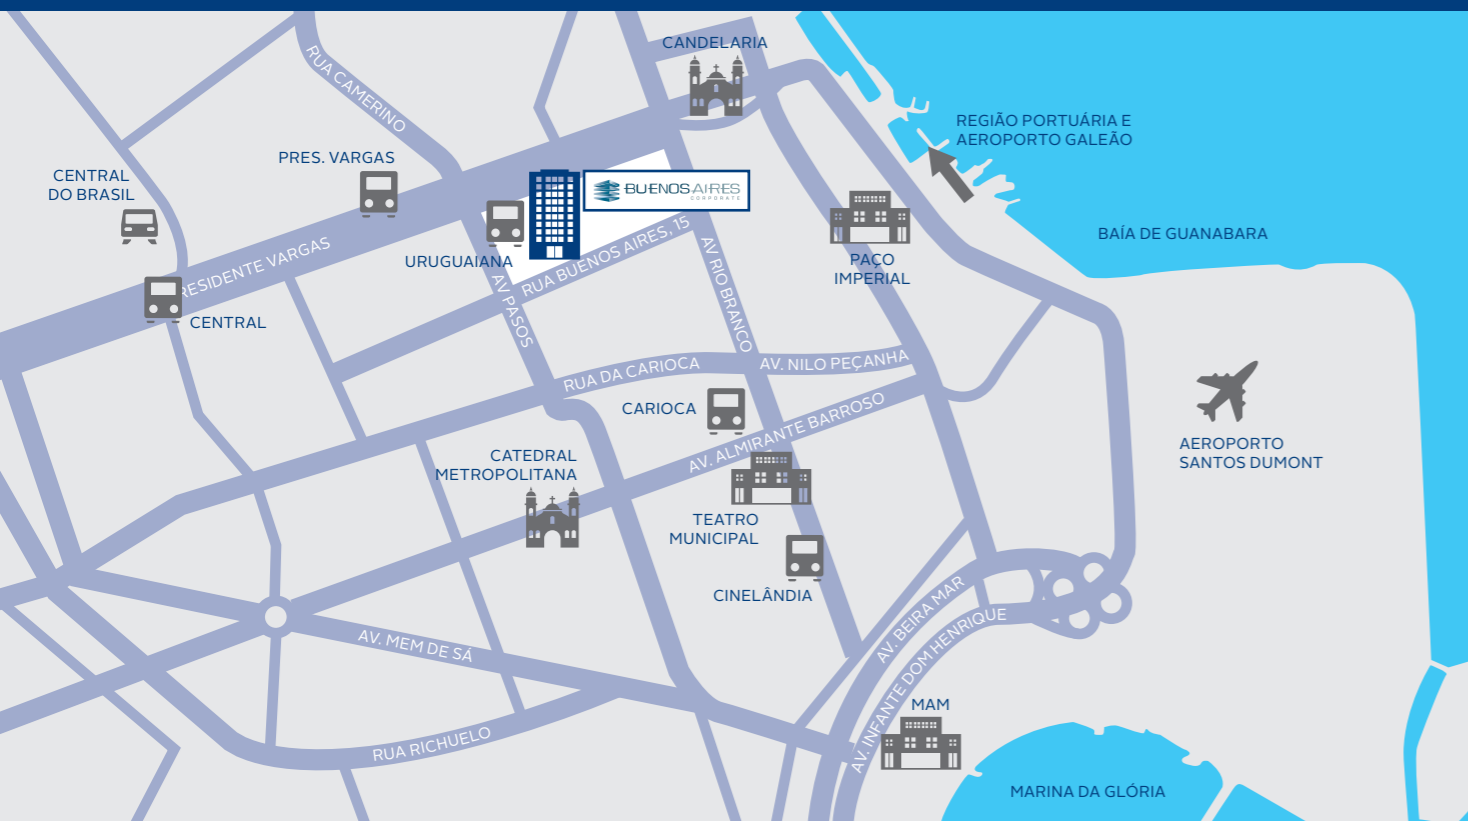 CANDELARIA
RUA CAMERINO
REGIÃO PORTUÁRIA E
AEROPORTO GALEÃO
PRES. VARGAS
CENTRAL
DO BRASIL
BUENOS AIRES
CORPORATE
BAÍA DE GUANABARA
URUGUAIANA
RUA BUENOS AIRES, 15
PAÇO
IMPERIAL
RESIDENTE VARGAS
AV PASOS
AV RIO BRANCO
CENTRAL
RUA DA CARIOCA
AV. NILO PEÇANHA
CARIOCA
AV. ALMIRANTE BARROSO
AEROPORTO
SANTOS DUMONT
CATEDRAL
METROPOLITANA
TEATRO
MUNICIPAL
CINELÂNDIA
AV. BEIRA MAR
AV. INFANTE DOM HENRIQUE
AV. MEM DE SÁ
MAM
RUA RICHUELO
MARINA DA GLÓRIA